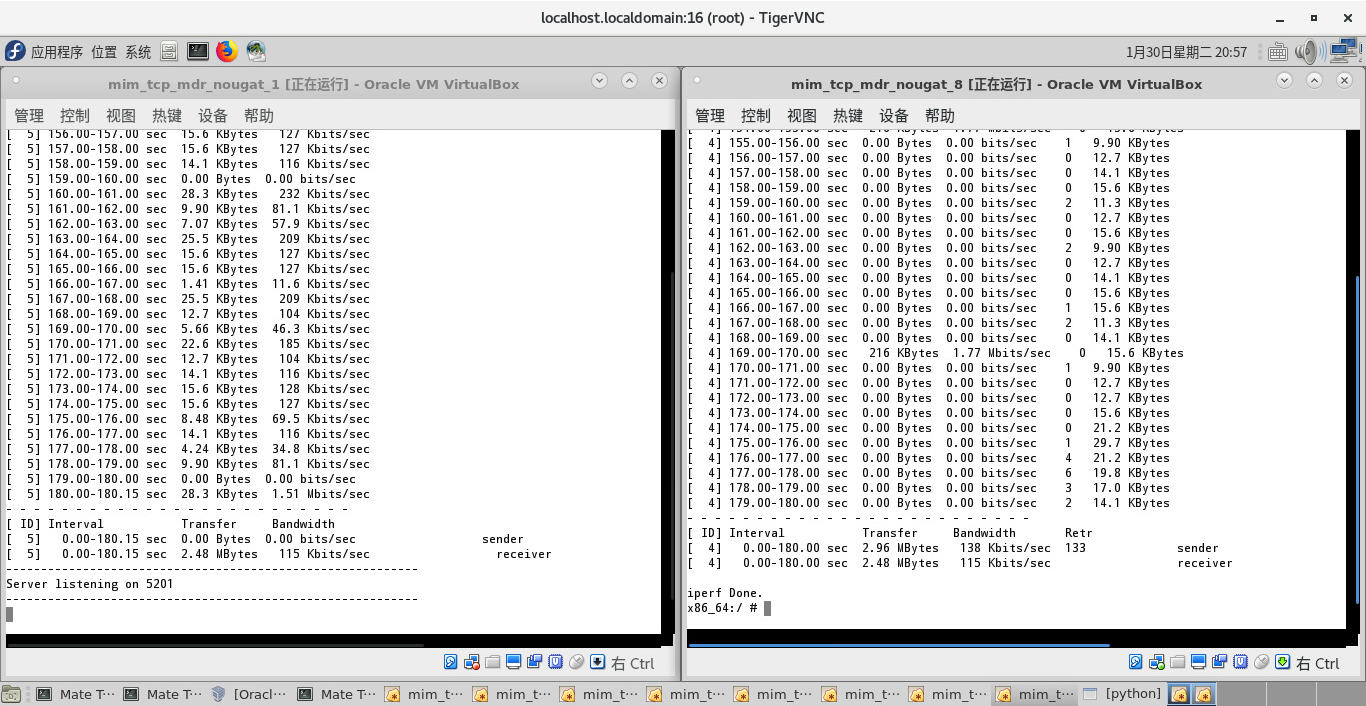 localhost.localdomain:16 (root) - TigerVNC
应用程序 位置 系统
1月30日星期二 20:57
mim_tcp_mdr_nougat_1 [正在运行] - Oracle VM VirtualBox
管理 控制 视图 热键 设备 帮助
[  5] 156.00-157.00 sec  15.6 KBytes   127 Kbits/sec
[  5] 157.00-158.00 sec  15.6 KBytes   127 Kbits/sec
[  5] 158.00-159.00 sec  14.1 KBytes   116 Kbits/sec
[  5] 159.00-160.00 sec  0.00 Bytes  0.00 bits/sec
[  5] 160.00-161.00 sec  28.3 KBytes   232 Kbits/sec
[  5] 161.00-162.00 sec  9.90 KBytes  81.1 Kbits/sec
[  5] 162.00-163.00 sec  7.07 KBytes  57.9 Kbits/sec
[  5] 163.00-164.00 sec  25.5 KBytes   209 Kbits/sec
[  5] 164.00-165.00 sec  15.6 KBytes   127 Kbits/sec
[  5] 165.00-166.00 sec  15.6 KBytes   127 Kbits/sec
[  5] 166.00-167.00 sec  1.41 KBytes  11.6 Kbits/sec
[  5] 167.00-168.00 sec  25.5 KBytes   209 Kbits/sec
[  5] 168.00-169.00 sec  12.7 KBytes   104 Kbits/sec
[  5] 169.00-170.00 sec  5.66 KBytes  46.3 Kbits/sec
[  5] 170.00-171.00 sec  22.6 KBytes   185 Kbits/sec
[  5] 171.00-172.00 sec  12.7 KBytes   104 Kbits/sec
[  5] 172.00-173.00 sec  14.1 KBytes   116 Kbits/sec
[  5] 173.00-174.00 sec  15.6 KBytes   128 Kbits/sec
[  5] 174.00-175.00 sec  15.6 KBytes   127 Kbits/sec
[  5] 175.00-176.00 sec  8.48 KBytes  69.5 Kbits/sec
[  5] 176.00-177.00 sec  14.1 KBytes   116 Kbits/sec
[  5] 177.00-178.00 sec  4.24 KBytes  34.8 Kbits/sec
[  5] 178.00-179.00 sec  9.90 KBytes  81.1 Kbits/sec
[  5] 179.00-180.00 sec  0.00 Bytes  0.00 bits/sec
[  5] 180.00-180.15 sec  28.3 KBytes  1.51 Mbits/sec
- - - - - - - - - - - - - - - - - - - - - - - - -
[ ID] Interval           Transfer     Bandwidth
[  5]   0.00-180.15 sec  0.00 Bytes  0.00 bits/sec                  sender
[  5]   0.00-180.15 sec  2.48 MBytes   115 Kbits/sec                  receiver
-----------------------------------------------------------
Server listening on 5201
-----------------------------------------------------------
右 Ctrl
mim_tcp_mdr_nougat_8 [正在运行] - Oracle VM VirtualBox
管理 控制 视图 热键 设备 帮助
[  4] 155.00-156.00 sec  0.00 Bytes  0.00 bits/sec    1   9.90 KBytes
[  4] 156.00-157.00 sec  0.00 Bytes  0.00 bits/sec    0   12.7 KBytes
[  4] 157.00-158.00 sec  0.00 Bytes  0.00 bits/sec    0   14.1 KBytes
[  4] 158.00-159.00 sec  0.00 Bytes  0.00 bits/sec    0   15.6 KBytes
[  4] 159.00-160.00 sec  0.00 Bytes  0.00 bits/sec    2   11.3 KBytes
[  4] 160.00-161.00 sec  0.00 Bytes  0.00 bits/sec    0   12.7 KBytes
[  4] 161.00-162.00 sec  0.00 Bytes  0.00 bits/sec    0   15.6 KBytes
[  4] 162.00-163.00 sec  0.00 Bytes  0.00 bits/sec    2   9.90 KBytes
[  4] 163.00-164.00 sec  0.00 Bytes  0.00 bits/sec    0   12.7 KBytes
[  4] 164.00-165.00 sec  0.00 Bytes  0.00 bits/sec    0   14.1 KBytes
[  4] 165.00-166.00 sec  0.00 Bytes  0.00 bits/sec    0   15.6 KBytes
[  4] 166.00-167.00 sec  0.00 Bytes  0.00 bits/sec    1   15.6 KBytes
[  4] 167.00-168.00 sec  0.00 Bytes  0.00 bits/sec    2   11.3 KBytes
[  4] 168.00-169.00 sec  0.00 Bytes  0.00 bits/sec    0   14.1 KBytes
[  4] 169.00-170.00 sec   216 KBytes  1.77 Mbits/sec    0   15.6 KBytes
[  4] 170.00-171.00 sec  0.00 Bytes  0.00 bits/sec    1   9.90 KBytes
[  4] 171.00-172.00 sec  0.00 Bytes  0.00 bits/sec    0   12.7 KBytes
[  4] 172.00-173.00 sec  0.00 Bytes  0.00 bits/sec    0   12.7 KBytes
[  4] 173.00-174.00 sec  0.00 Bytes  0.00 bits/sec    0   15.6 KBytes
[  4] 174.00-175.00 sec  0.00 Bytes  0.00 bits/sec    0   21.2 KBytes
[  4] 175.00-176.00 sec  0.00 Bytes  0.00 bits/sec    1   29.7 KBytes
[  4] 176.00-177.00 sec  0.00 Bytes  0.00 bits/sec    4   21.2 KBytes
[  4] 177.00-178.00 sec  0.00 Bytes  0.00 bits/sec    6   19.8 KBytes
[  4] 178.00-179.00 sec  0.00 Bytes  0.00 bits/sec    3   17.0 KBytes
[  4] 179.00-180.00 sec  0.00 Bytes  0.00 bits/sec    2   14.1 KBytes
- - - - - - - - - - - - - - - - - - - - - - - - -
[ ID] Interval           Transfer     Bandwidth       Retr
[  4]   0.00-180.00 sec  2.96 MBytes   138 Kbits/sec  133             sender
[  4]   0.00-180.00 sec  2.48 MBytes   115 Kbits/sec                  receiver
iperf Done.
x86_64:/ #
右 Ctrl
Mate T··· Mate T··· [Oracl··· Mate T··· mim_t··· mim_t··· mim_t··· mim_t··· mim_t··· mim_t··· mim_t··· mim_t··· [python]